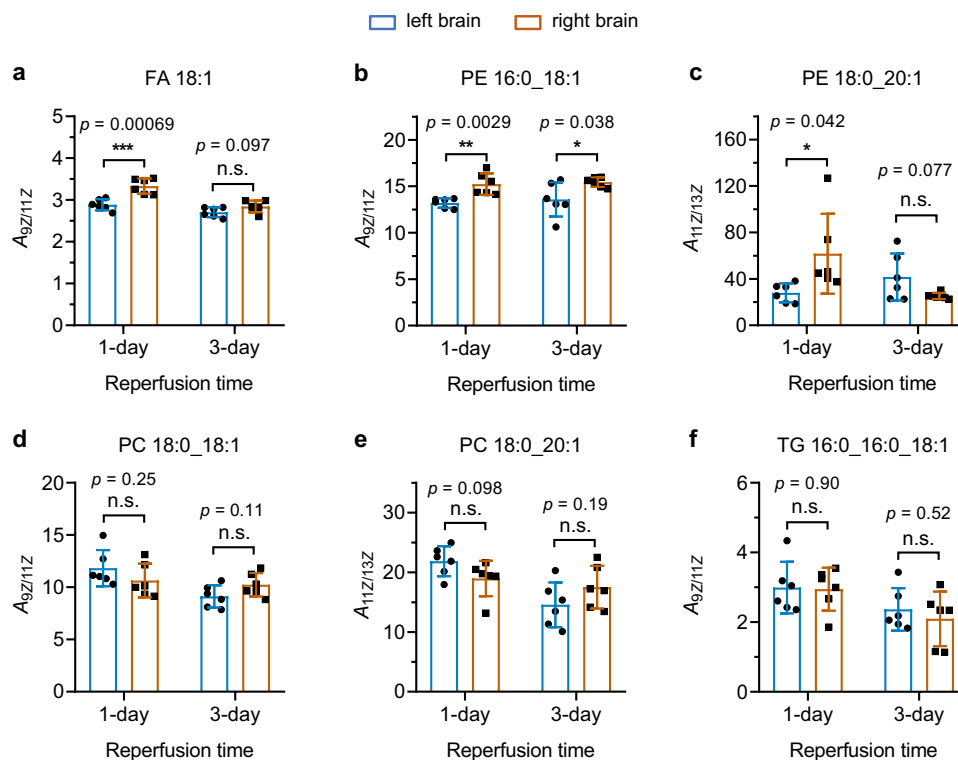 left brain right brain
a FA 18:1
p = 0.00069
p = 0.097
***
n.s.
5
4
3
2
1
0
A9Z/11Z
1-day 3-day
Reperfusion time
b PE 16:0_18:1
p = 0.0029 p = 0.038
** *
20
15
10
5
0
A9Z/11Z
1-day 3-day
Reperfusion time
c PE 18:0_20:1
p = 0.042
*
p = 0.077
n.s.
160
120
80
40
0
A11Z/13Z
1-day 3-day
Reperfusion time
d PC 18:0_18:1
p = 0.25
n.s.
p = 0.11
n.s.
20
15
10
5
0
A9Z/11Z
1-day 3-day
Reperfusion time
e PC 18:0_20:1
p = 0.098
n.s.
p = 0.19
n.s.
35
30
25
20
15
10
5
0
A11Z/13Z
1-day 3-day
Reperfusion time
f TG 16:0_16:0_18:1
p = 0.90
n.s.
p = 0.52
n.s.
6
4
2
0
A9Z/11Z
1-day 3-day
Reperfusion time